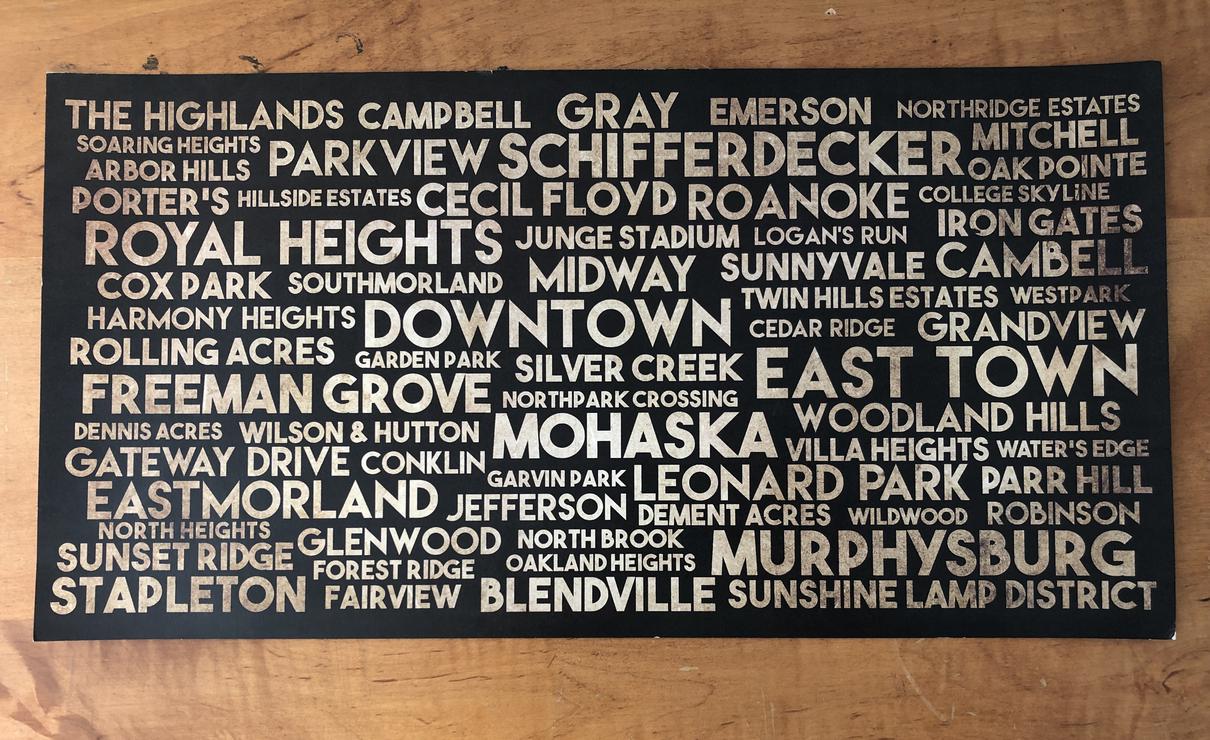 THE HIGHLANDS CAMPBELL GRAY EMERSON NORTHRIDGE ESTATES
SOARING HEIGHTS PARKVIEW SCHIFFERDECKER MITCHELL
ARBOR HILLS OAK POINTE
PORTER'S HILLSIDE ESTATES CECIL FLOYD ROANOKE COLLEGE SKYLINE
ROYAL HEIGHTS JUNGE STADIUM LOGAN'S RUN IRON GATES
COX PARK SOUTHMORLAND MIDWAY SUNNYVALE CAMBELL
HARMONY HEIGHTS DOWNTOWN TWIN HILLS ESTATES WESTPARK
CEDAR RIDGE GRANDVIEW
ROLLING ACRES GARDEN PARK SILVER CREEK EAST TOWN
FREEMAN GROVE NORTHPARK CROSSING WOODLAND HILLS
DENNIS ACRES WILSON & HUTTON MOHASKA VILLA HEIGHTS WATER'S EDGE
GATEWAY DRIVE CONKLIN GARVIN PARK LEONARD PARK PARR HILL
EASTMORLAND JEFFERSON DEMENT ACRES WILDWOOD ROBINSON
NORTH HEIGHTS GLENWOOD NORTH BROOK MURPHYSBURG
SUNSET RIDGE FOREST RIDGE OAKLAND HEIGHTS
STAPLETON FAIRVIEW BLENDVILLE SUNSHINE LAMP DISTRICT